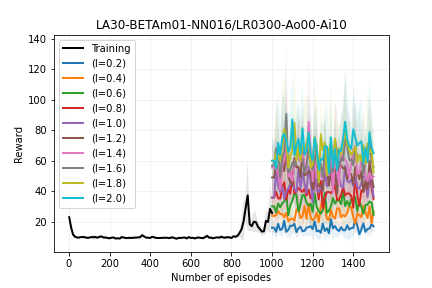 LA30-BETAm01-NN016/LR0300-Ao00-Ai10
140
120
100
80
60
40
20
Reward
Training
(l=0.2)
(l=0.4)
(l=0.6)
(l=0.8)
(l=1.0)
(l=1.2)
(l=1.4)
(l=1.6)
(l=1.8)
(l=2.0)
0 200 400 600 800 1000 1200 1400
Number of episodes